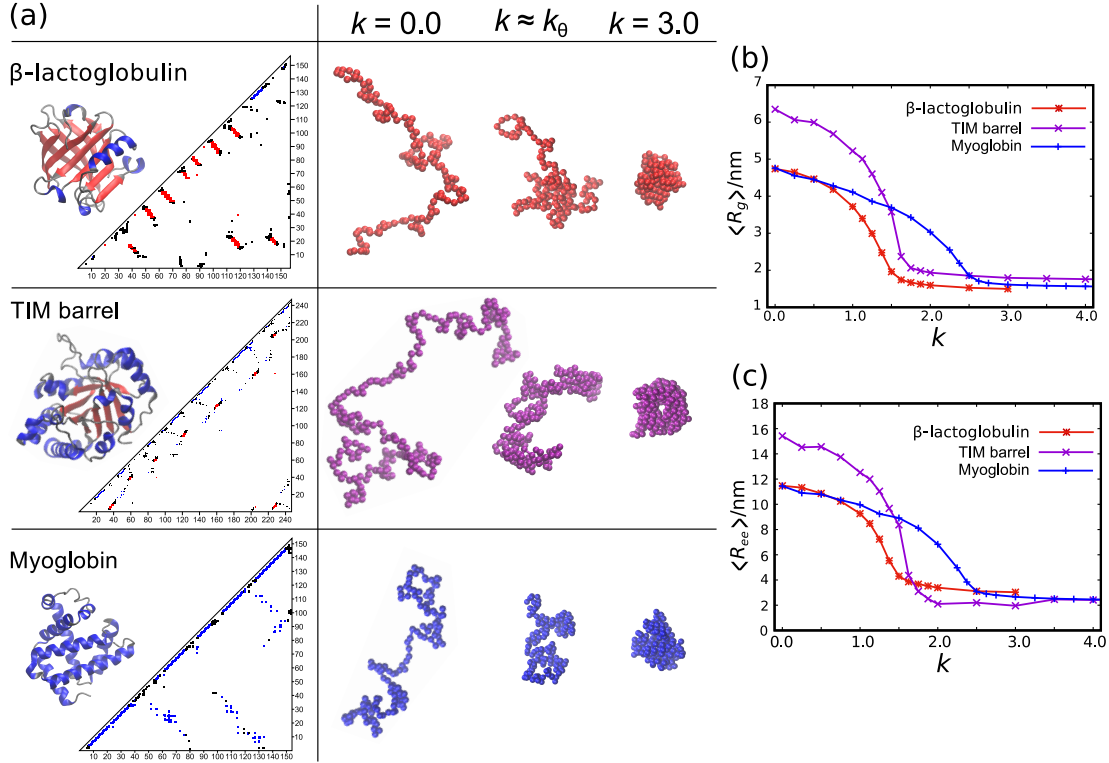 (a)
k = 0.0 k ≈ kθ k = 3.0
β-lactoglobulin
150
140
130
120
110
100
90
80
70
60
50
40
30
20
10
10 20 30 40 50 60 70 80 90 100 110 120 130 140 150
TIM barrel
240
220
200
180
160
140
120
100
80
60
40
20
20 40 60 80 100 120 140 160 180 200 220 240
Myoglobin
150
140
130
120
110
100
90
80
70
60
50
40
30
20
10
10 20 30 40 50 60 70 80 90 100 110 120 130 140 150
(b)
7
6
5
4
3
2
1
<Rg>/nm
β-lactoglobulin
TIM barrel
Myoglobin
0.0 1.0 2.0 3.0 4.0
k
(c)
18
16
14
12
10
8
6
4
2
0
<Ree>/nm
β-lactoglobulin
TIM barrel
Myoglobin
0.0 1.0 2.0 3.0 4.0
k